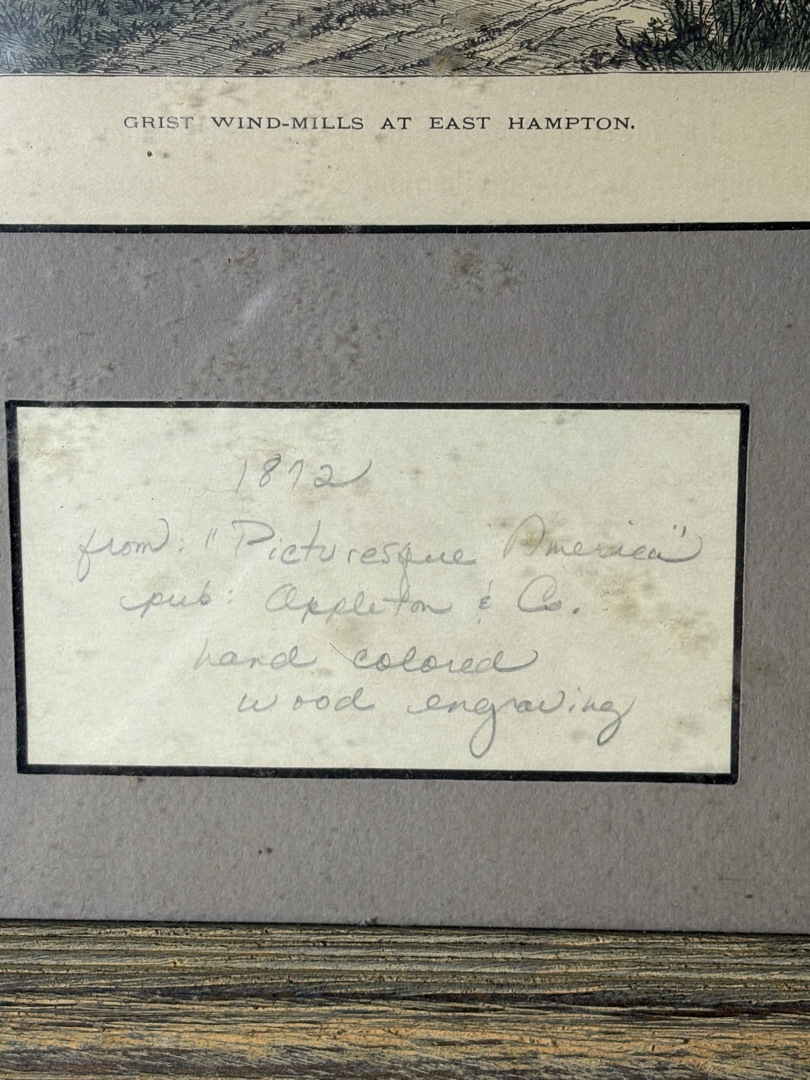 GRIST WIND-MILLS AT EAST HAMPTON.
1872
from: "Picturesque America"
pub: Appleton & Co.
hand colored
wood engraving